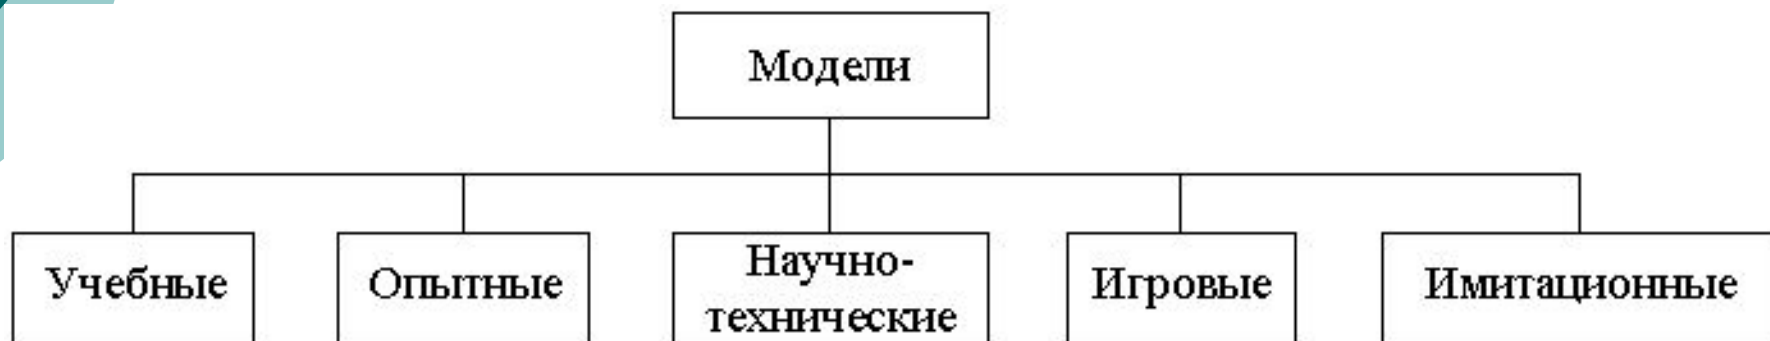 Модели
Учебные
Опытные
Научно-
технические
Игровые
Имитационные